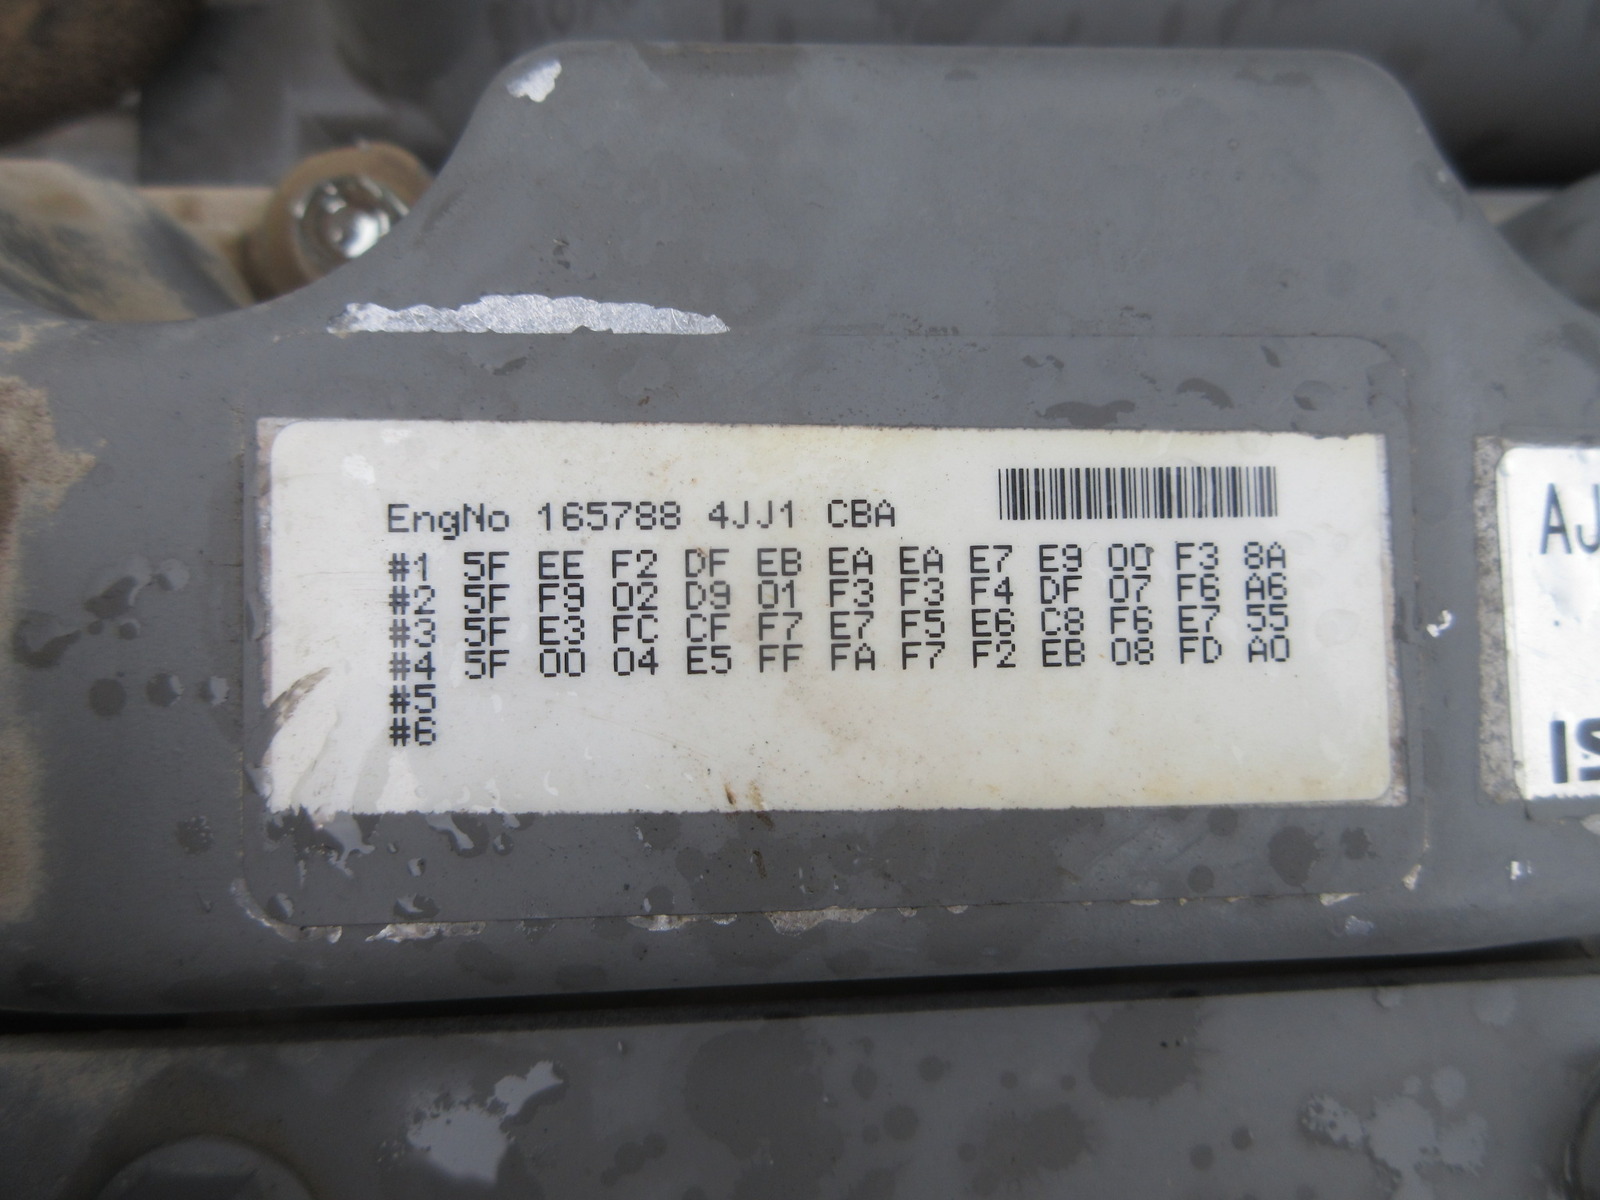 EngNo 165788 4JJ1 CBA
#1 5F EE F2 DF EB EA EA E7 E9 00 F3 8A
#2 5F F9 02 D9 01 F3 F3 F4 DF 07 F6 A6
#3 5F E3 FC CF F7 E7 F5 E6 C8 F6 E7 55
#4 5F 00 04 E5 FF FA F7 F2 EB 08 FD A0
#5
#6
AJ
IS